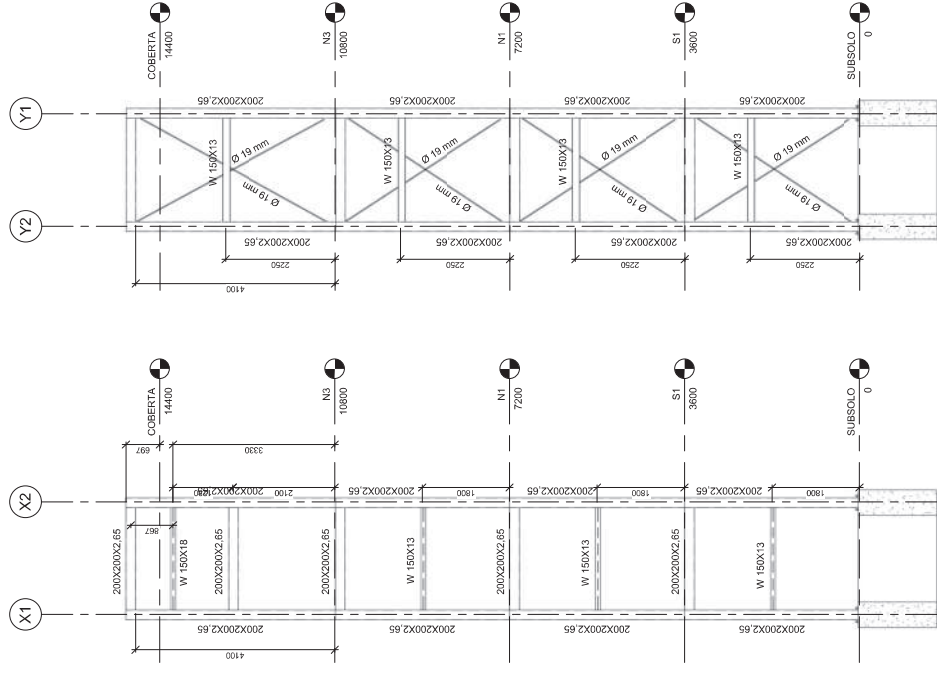 Y1
Y2
COBERTA
14400
N3
10800
N1
7200
S1
3600
SUBSOLO
0
200X200X2,65
200X200X2,65
200X200X2,65
200X200X2,65
W 150X13
Ø 19 mm
Ø 19 mm
W 150X13
Ø 19 mm
Ø 19 mm
W 150X13
Ø 19 mm
Ø 19 mm
W 150X13
Ø 19 mm
Ø 19 mm
200X200X2,65
200X200X2,65
200X200X2,65
200X200X2,65
2250
2250
2250
2250
4100
X2
X1
COBERTA
14400
N3
10800
N1
7200
S1
3600
SUBSOLO
0
697
3330
200X200X2,65
2100
200X200X2,65
1800
200X200X2,65
1800
200X200X2,65
1800
867
200X200X2,65
W 150X18
200X200X2,65
200X200X2,65
W 150X13
200X200X2,65
W 150X13
200X200X2,65
W 150X13
200X200X2,65
200X200X2,65
200X200X2,65
200X200X2,65
4100